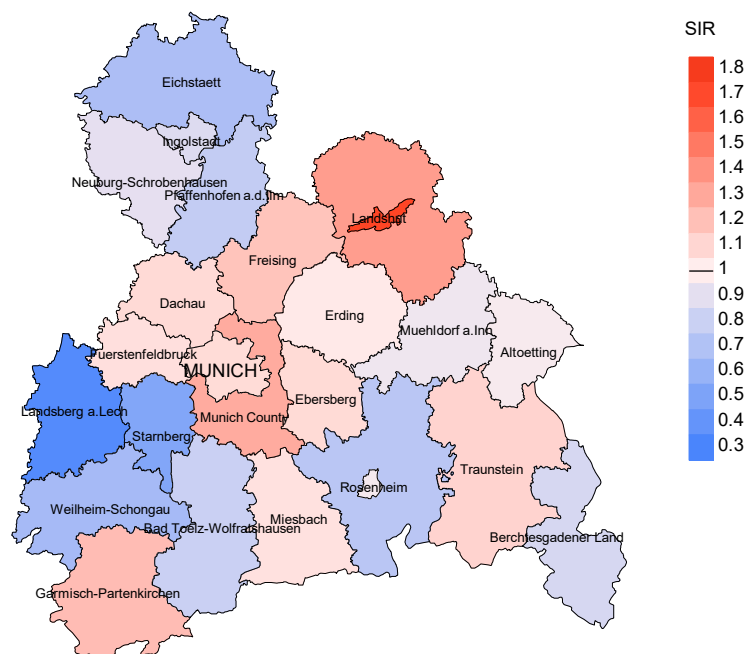 SIR
1.8
1.7
1.6
1.5
1.4
1.3
1.2
1.1
1
0.9
0.8
0.7
0.6
0.5
0.4
0.3
Eichstaett
Ingolstadt
Neuburg-Schrobenhausen
Pfaffenhofen a.d.Ilm
Landshut
Freising
Dachau
Erding
Muehldorf a.Inn
Altoetting
Fuerstenfeldbruck
MUNICH
Ebersberg
Landsberg a.Lech
Munich County
Starnberg
Traunstein
Rosenheim
Weilheim-Schongau
Miesbach
Bad Toelz-Wolfratshausen
Berchtesgadener Land
Garmisch-Partenkirchen